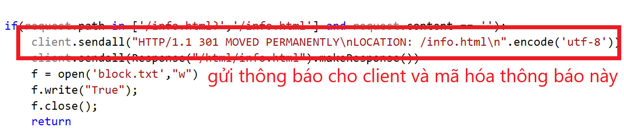 if(request.path in ['/info.html}','/info.html'] and request.content == ''):
client.sendall("HTTP/1.1 301 MOVED PERMANENTLY\nLOCATION: /info.html\n".encode('utf-8'))
client.sendall(Response("/html/info.html").makeResponse())
f = open('block.txt',"w") gửi thông báo cho client và mã hóa thông báo này
f.write("True");
f.close();
return